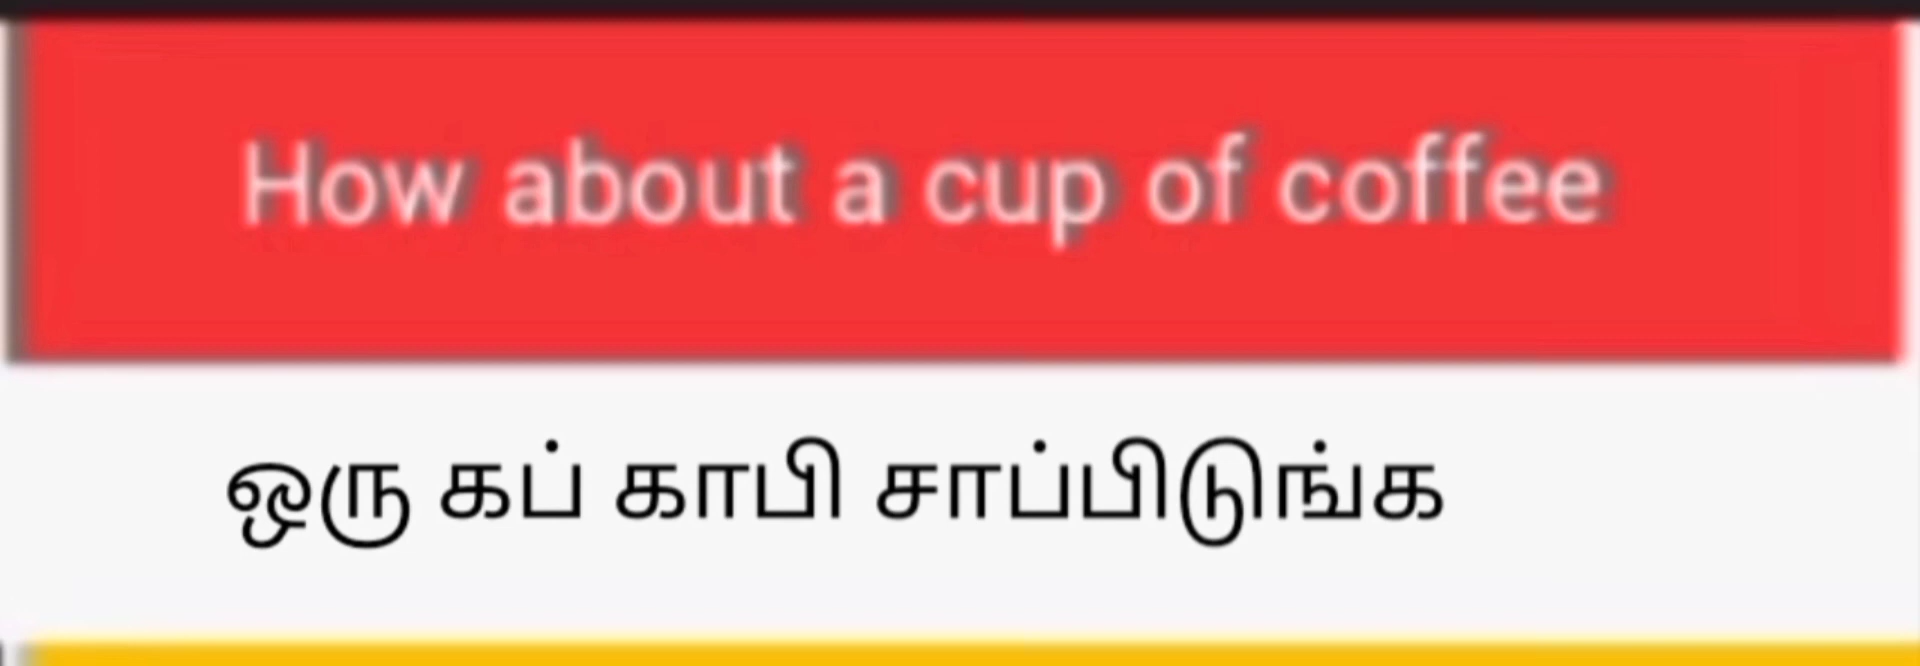 How about a cup of coffee
ஒரு கப் காபி சாப்பிடுங்க